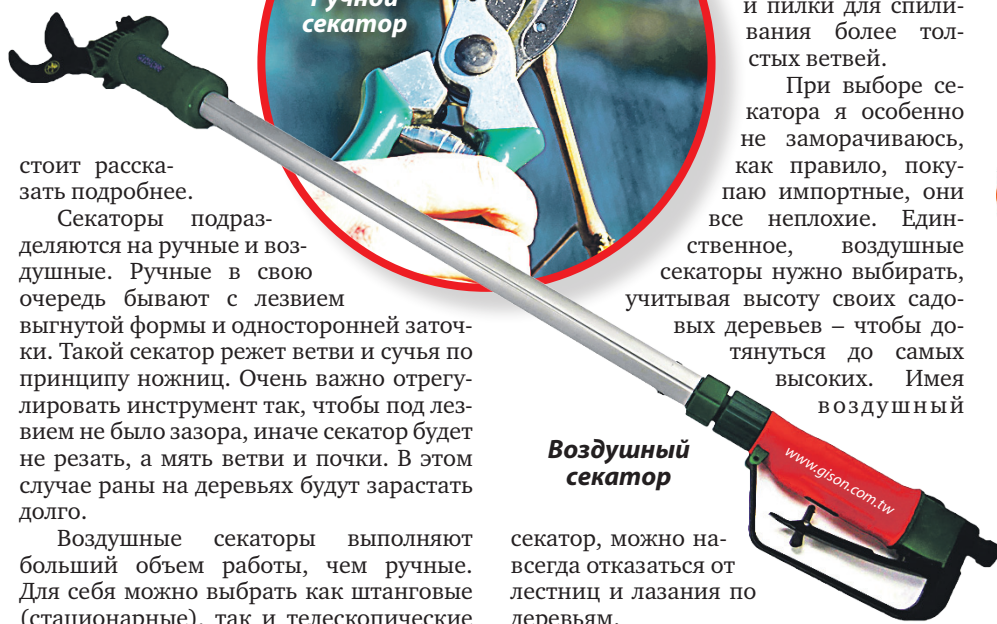 стоит расска-
зать подробнее.
Секаторы подраз-
деляются на ручные и воз-
душные. Ручные в свою
очередь бывают с лезвием
выгнутой формы и односторонней заточ-
ки. Такой секатор режет ветви и сучья по
принципу ножниц. Очень важно отрегу-
лировать инструмент так, чтобы под лез-
вием не было зазора, иначе секатор будет
не резать, а мять ветви и почки. В этом
случае раны на деревьях будут зарастать
долго.
Воздушные секаторы выполняют
больший объем работы, чем ручные.
Для себя можно выбрать как штанговые
(стационарные), так и телескопические
Ручной
секатор
и пилки для спили-
вания более тол-
стых ветвей.
При выборе се-
катора я особенно
не заморачиваюсь,
как правило, поку-
паю импортные, они
все неплохие. Един-
ственное, воздушные
секаторы нужно выбирать,
учитывая высоту своих садо-
вых деревьев – чтобы до-
тянуться до самых
высоких. Имея
воздушный
Воздушный
секатор
www.gison.com.tw
секатор, можно на-
всегда отказаться от
лестниц и лазания по
деревьям.